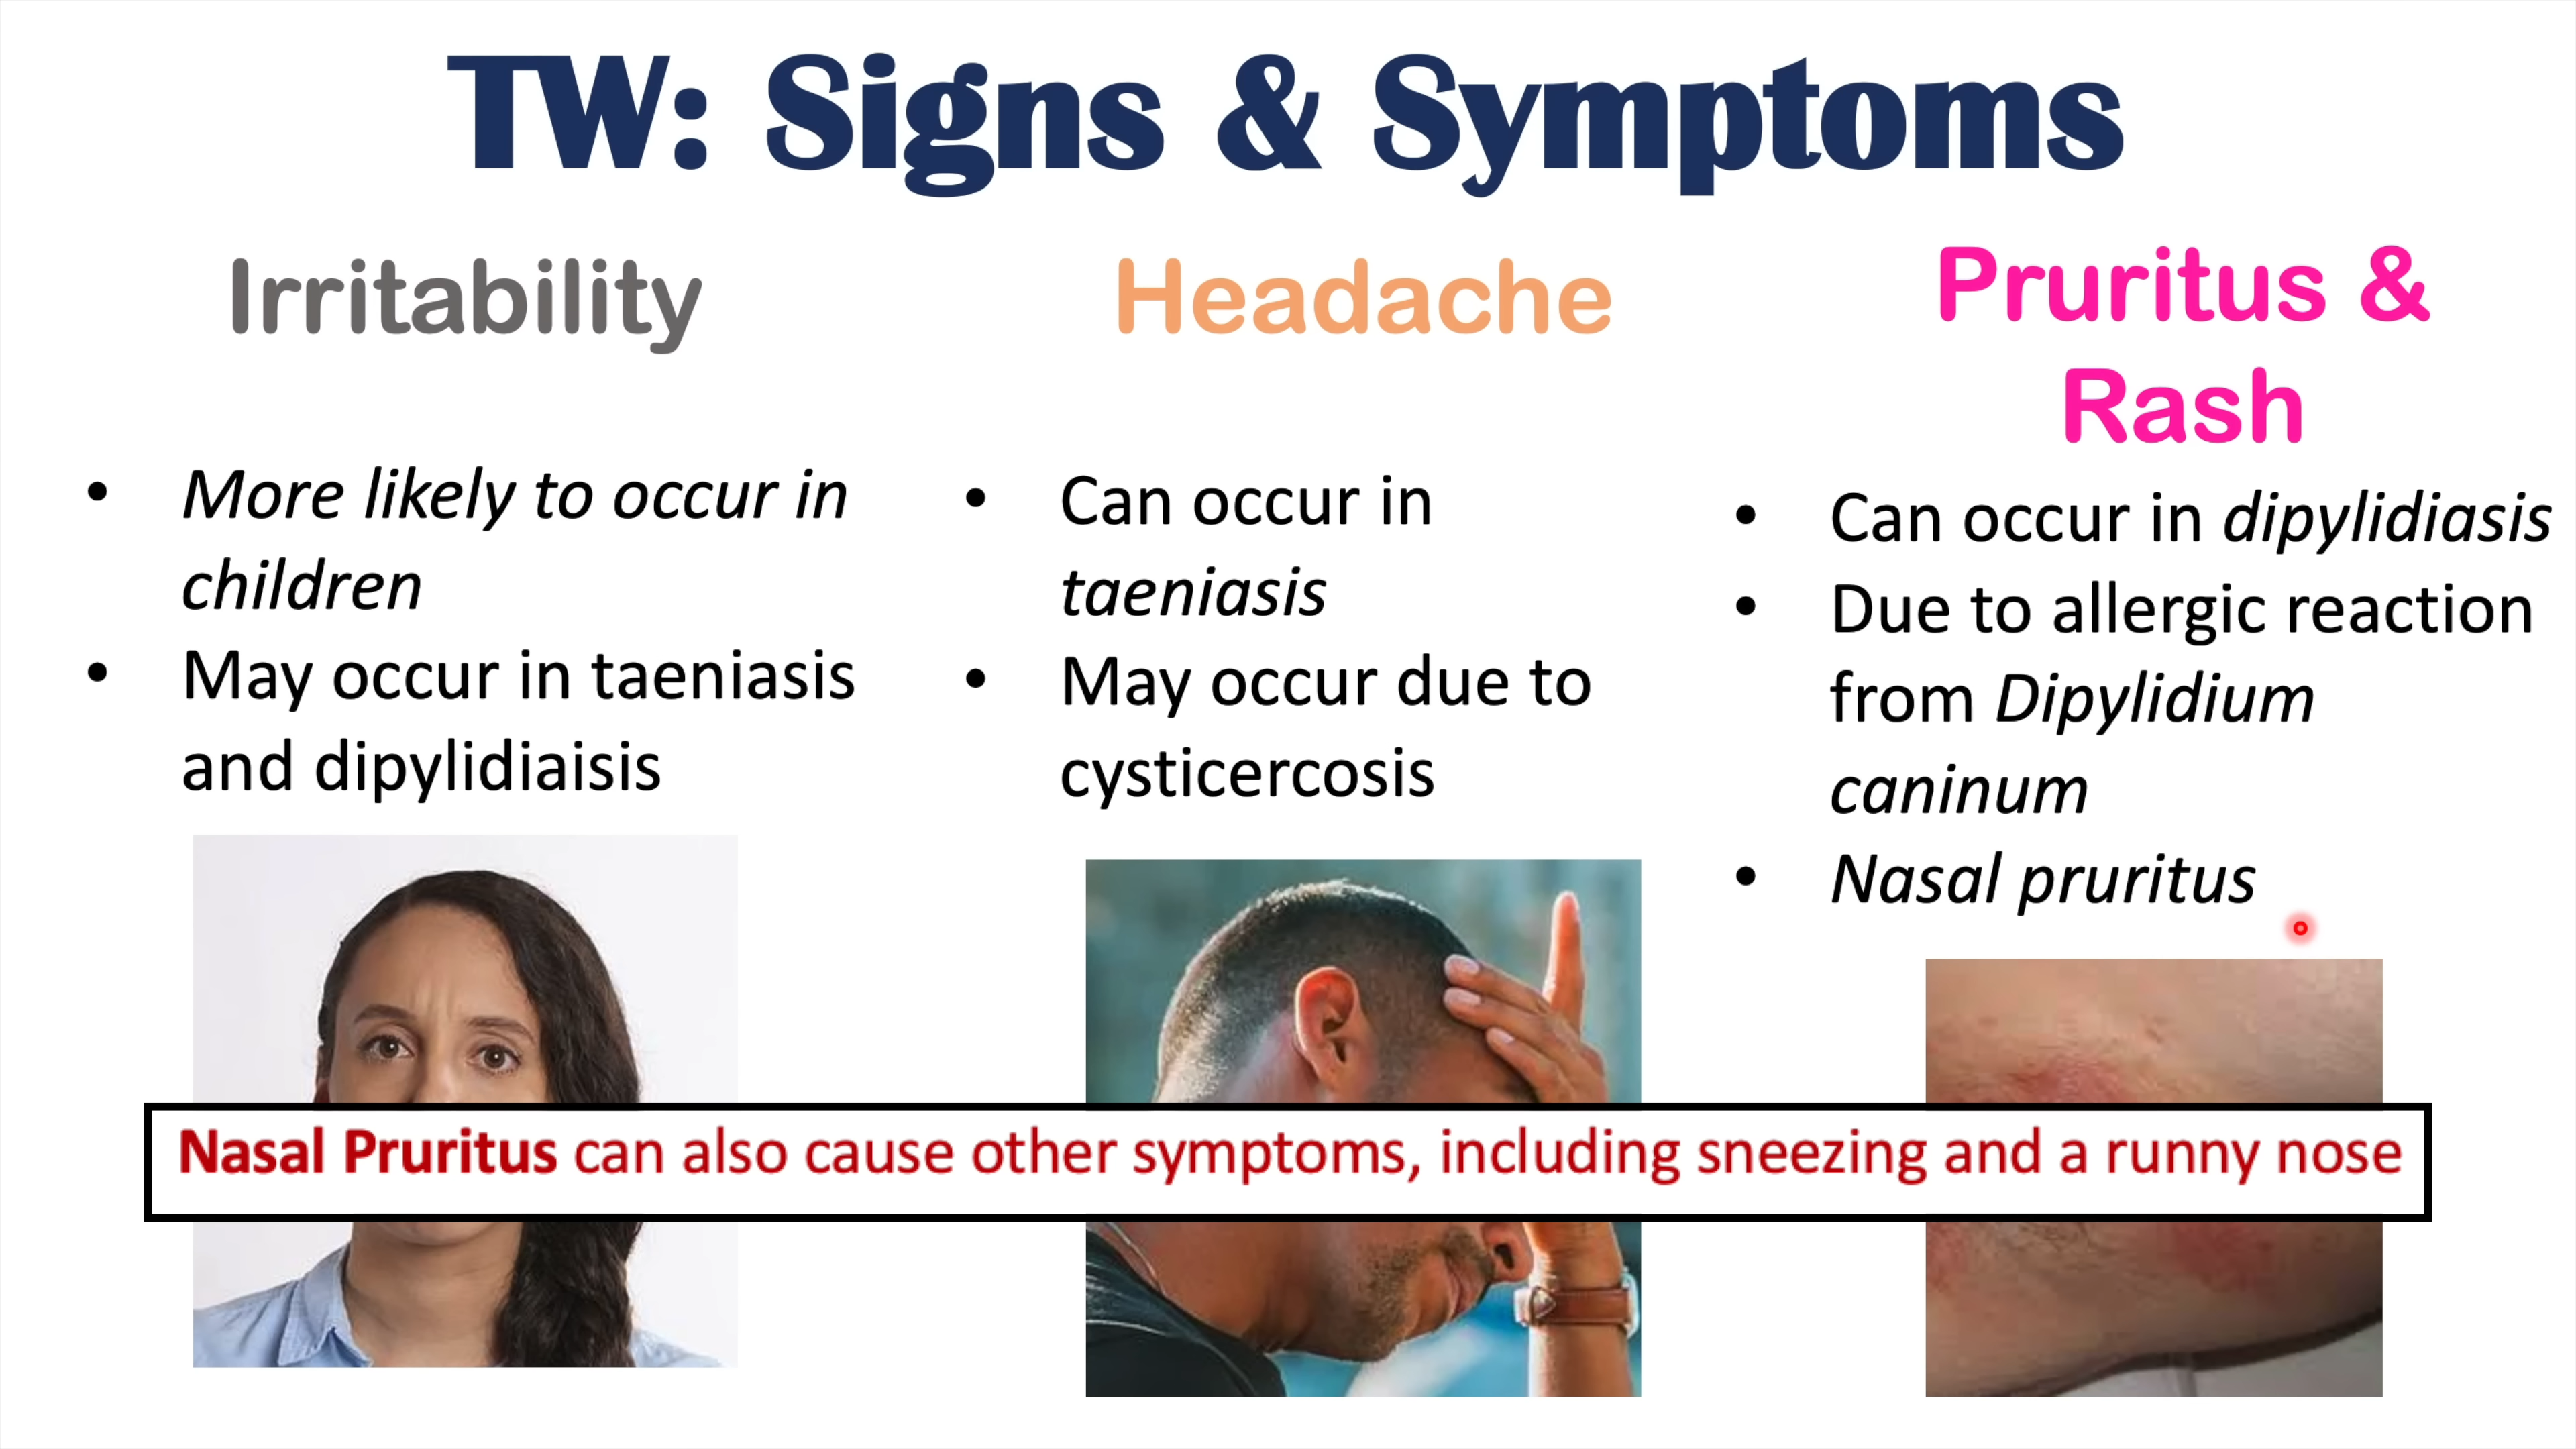 TW: Signs & Symptoms
Irritability
• More likely to occur in
children
• May occur in taeniasis
and dipylidiaisis
Headache
• Can occur in
taeniasis
• May occur due to
cysticercosis
Pruritus &
Rash
• Can occur in dipylidiasis
• Due to allergic reaction
from Dipylidium
caninum
• Nasal pruritus
Nasal Pruritus can also cause other symptoms, including sneezing and a runny nose